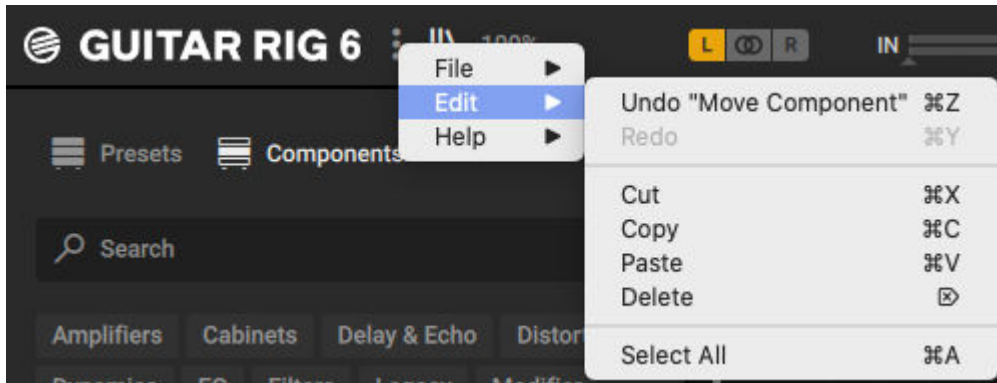 GUITAR RIG 6
L R IN
File
Edit
Help
Undo "Move Component" ⌘Z
Redo ⌘Y
Cut ⌘X
Copy ⌘C
Paste ⌘V
Delete ⌦
Select All ⌘A
Presets Components
Search
Amplifiers Cabinets Delay & Echo